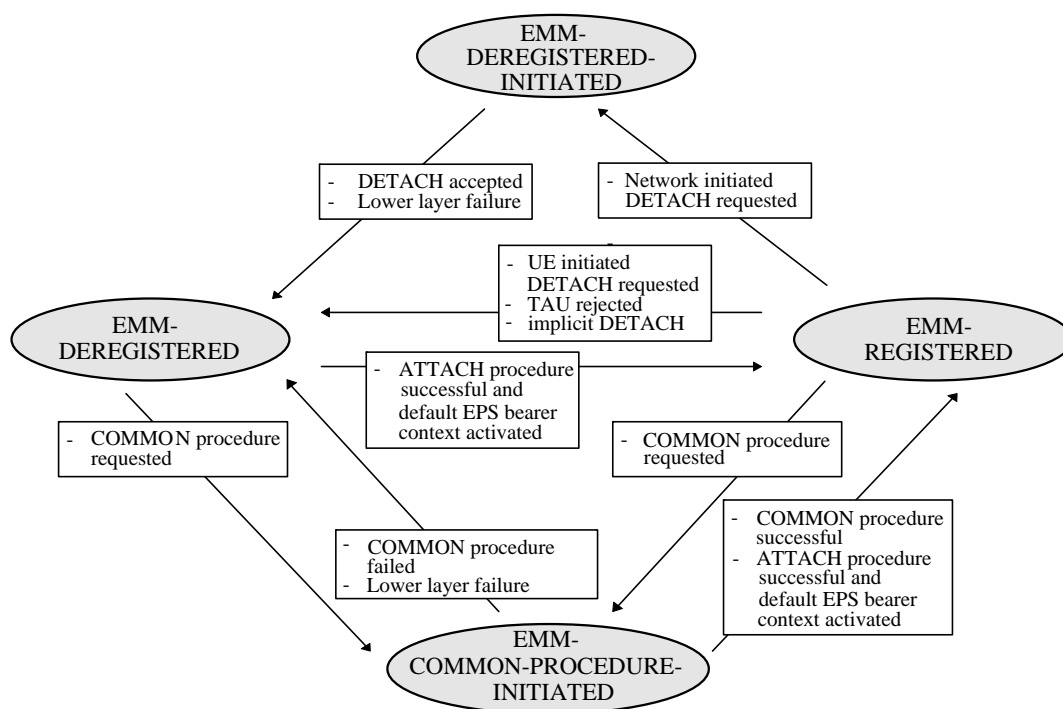 EMM-
DEREGISTERED-
INITIATED
- DETACH accepted
- Lower layer failure
- Network initiated
DETACH requested
- UE initiated
DETACH requested
- TAU rejected
- implicit DETACH
EMM-
DEREGISTERED
EMM-
REGISTERED
- ATTACH procedure
successful and
default EPS bearer
context activated
- COMMON procedure
requested
- COMMON procedure
requested
- COMMON procedure
failed
- Lower layer failure
- COMMON procedure
successful
- ATTACH procedure
successful and
default EPS bearer
context activated
EMM-
COMMON-PROCEDURE-
INITIATED